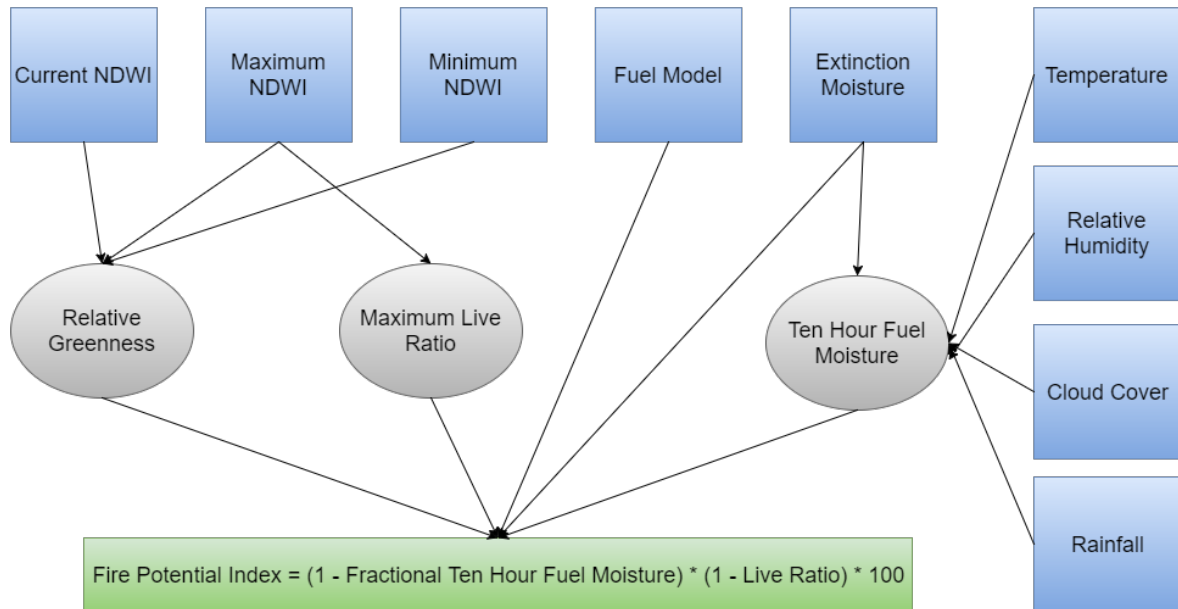 Current NDWI
Maximum
NDWI
Minimum
NDWI
Fuel Model
Extinction
Moisture
Temperature
Relative
Humidity
Relative
Greenness
Maximum Live
Ratio
Ten Hour Fuel
Moisture
Cloud Cover
Rainfall
Fire Potential Index = (1 - Fractional Ten Hour Fuel Moisture) * (1 - Live Ratio) * 100